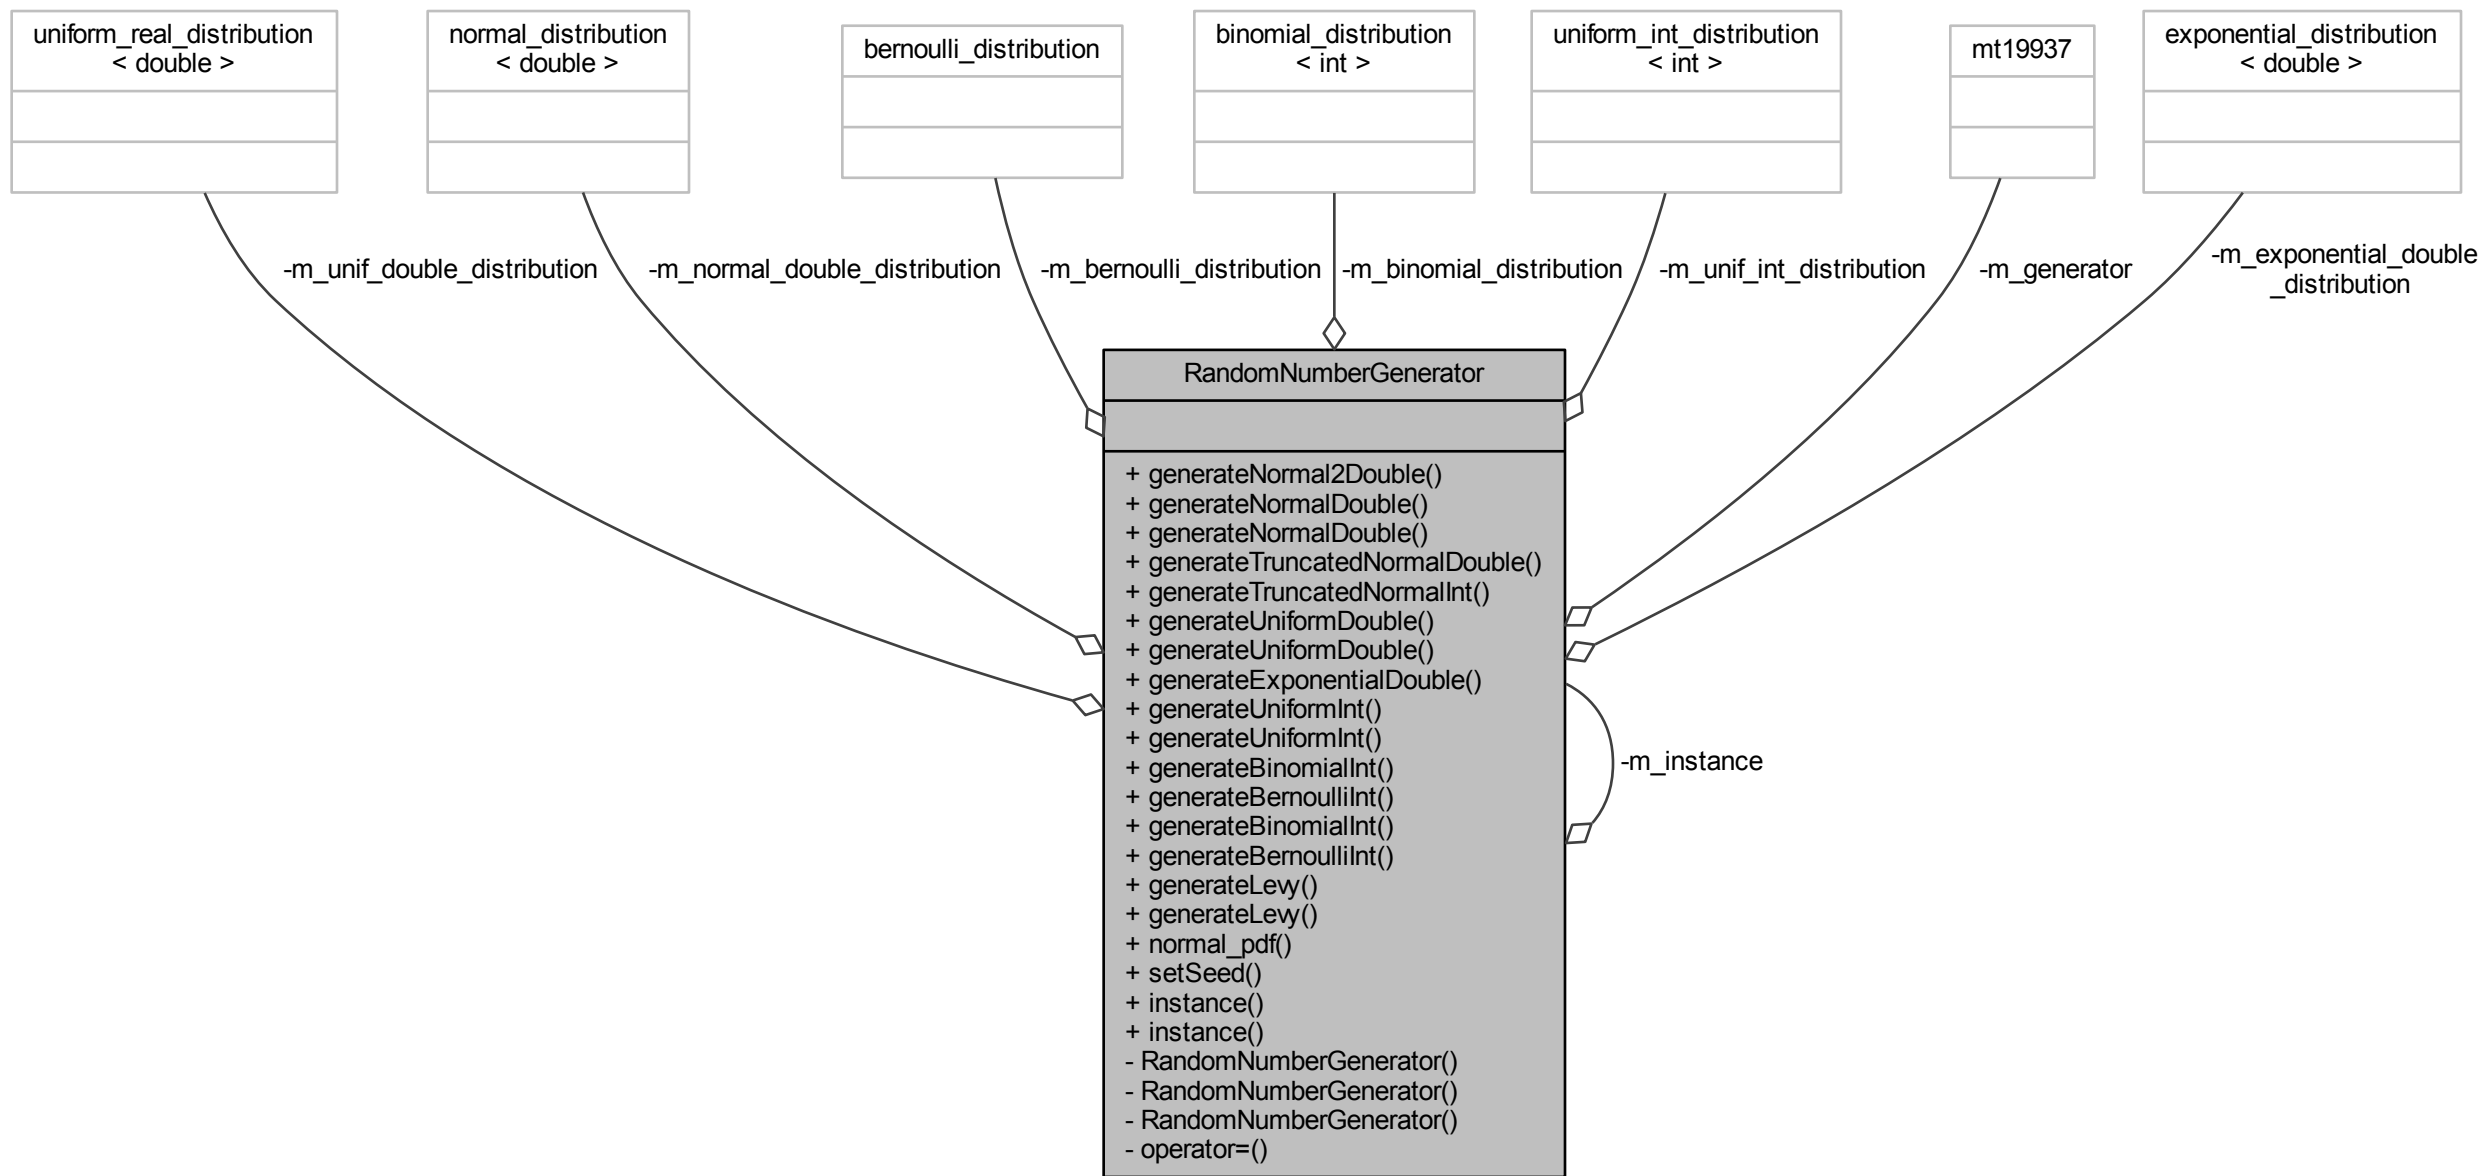 uniform_real_distribution
< double >
normal_distribution
< double >
bernoulli_distribution
binomial_distribution
< int >
uniform_int_distribution
< int >
mt19937
exponential_distribution
< double >
-m_unif_double_distribution
-m_normal_double_distribution
-m_bernoulli_distribution
-m_binomial_distribution
-m_unif_int_distribution
-m_generator
-m_exponential_double
_distribution
RandomNumberGenerator
+ generateNormal2Double()
+ generateNormalDouble()
+ generateNormalDouble()
+ generateTruncatedNormalDouble()
+ generateTruncatedNormalInt()
+ generateUniformDouble()
+ generateUniformDouble()
+ generateExponentialDouble()
+ generateUniformInt()
+ generateUniformInt()
+ generateBinomialInt()
+ generateBernoulliInt()
+ generateBinomialInt()
+ generateBernoulliInt()
+ generateLevy()
+ generateLevy()
+ normal_pdf()
+ setSeed()
+ instance()
+ instance()
- RandomNumberGenerator()
- RandomNumberGenerator()
- RandomNumberGenerator()
- operator=()
-m_instance